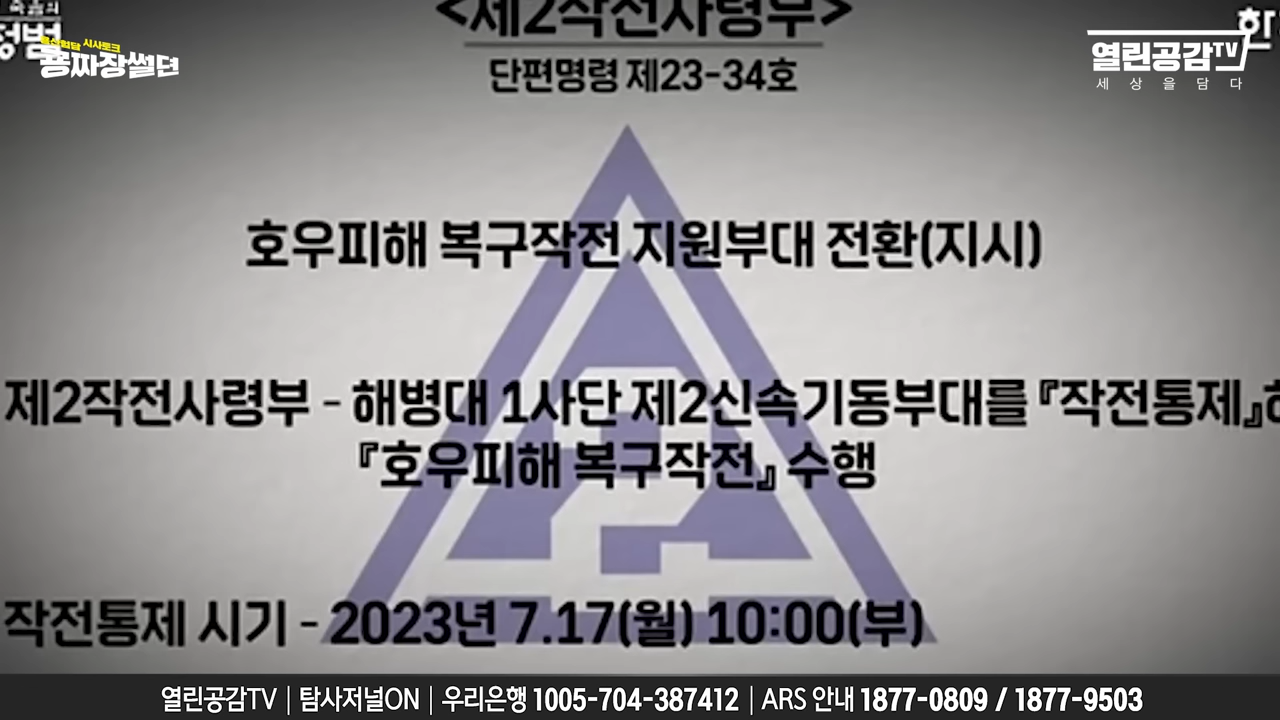 <제2작전사령부>
단편명령 제23-34호
용짜장썰뎐
열린공감TV
세상을담다
호우피해 복구작전 지원부대 전환(지시)
제2작전사령부 - 해병대 1사단 제2신속기동부대를 『작전통제』하
『호우피해 복구작전』 수행
작전통제 시기 - 2023년 7.17(월) 10:00(부)
열린공감TV | 탐사저널ON | 우리은행 1005-704-387412 | ARS 안내 1877-0809 / 1877-9503